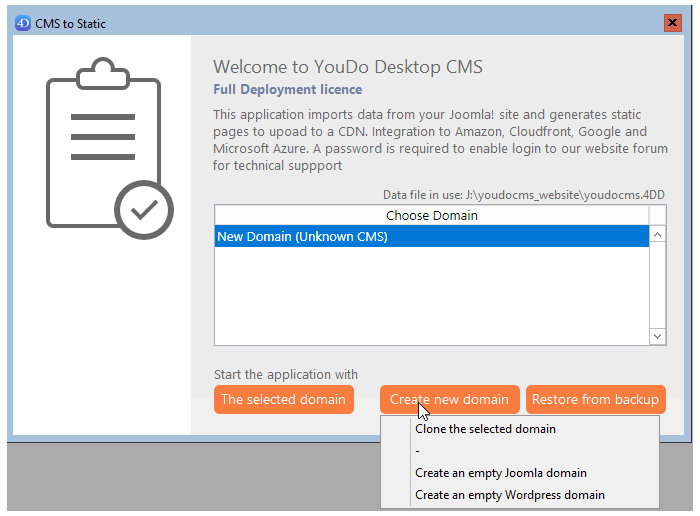 4D CMS to Static
Welcome to YouDo Desktop CMS
Full Deployment licence
This application imports data from your Joomla! site and generates static
pages to upoad to a CDN. Integration to Amazon, Cloudfront, Google and
Microsoft Azure. A password is required to enable login to our website forum
for technical suppport
Data file in use: J:\youdocms_website\youdocms.4DD
Choose Domain
New Domain (Unknown CMS)
Start the application with
The selected domain
Create new domain
Restore from backup
Clone the selected domain
-
Create an empty Joomla domain
Create an empty Wordpress domain